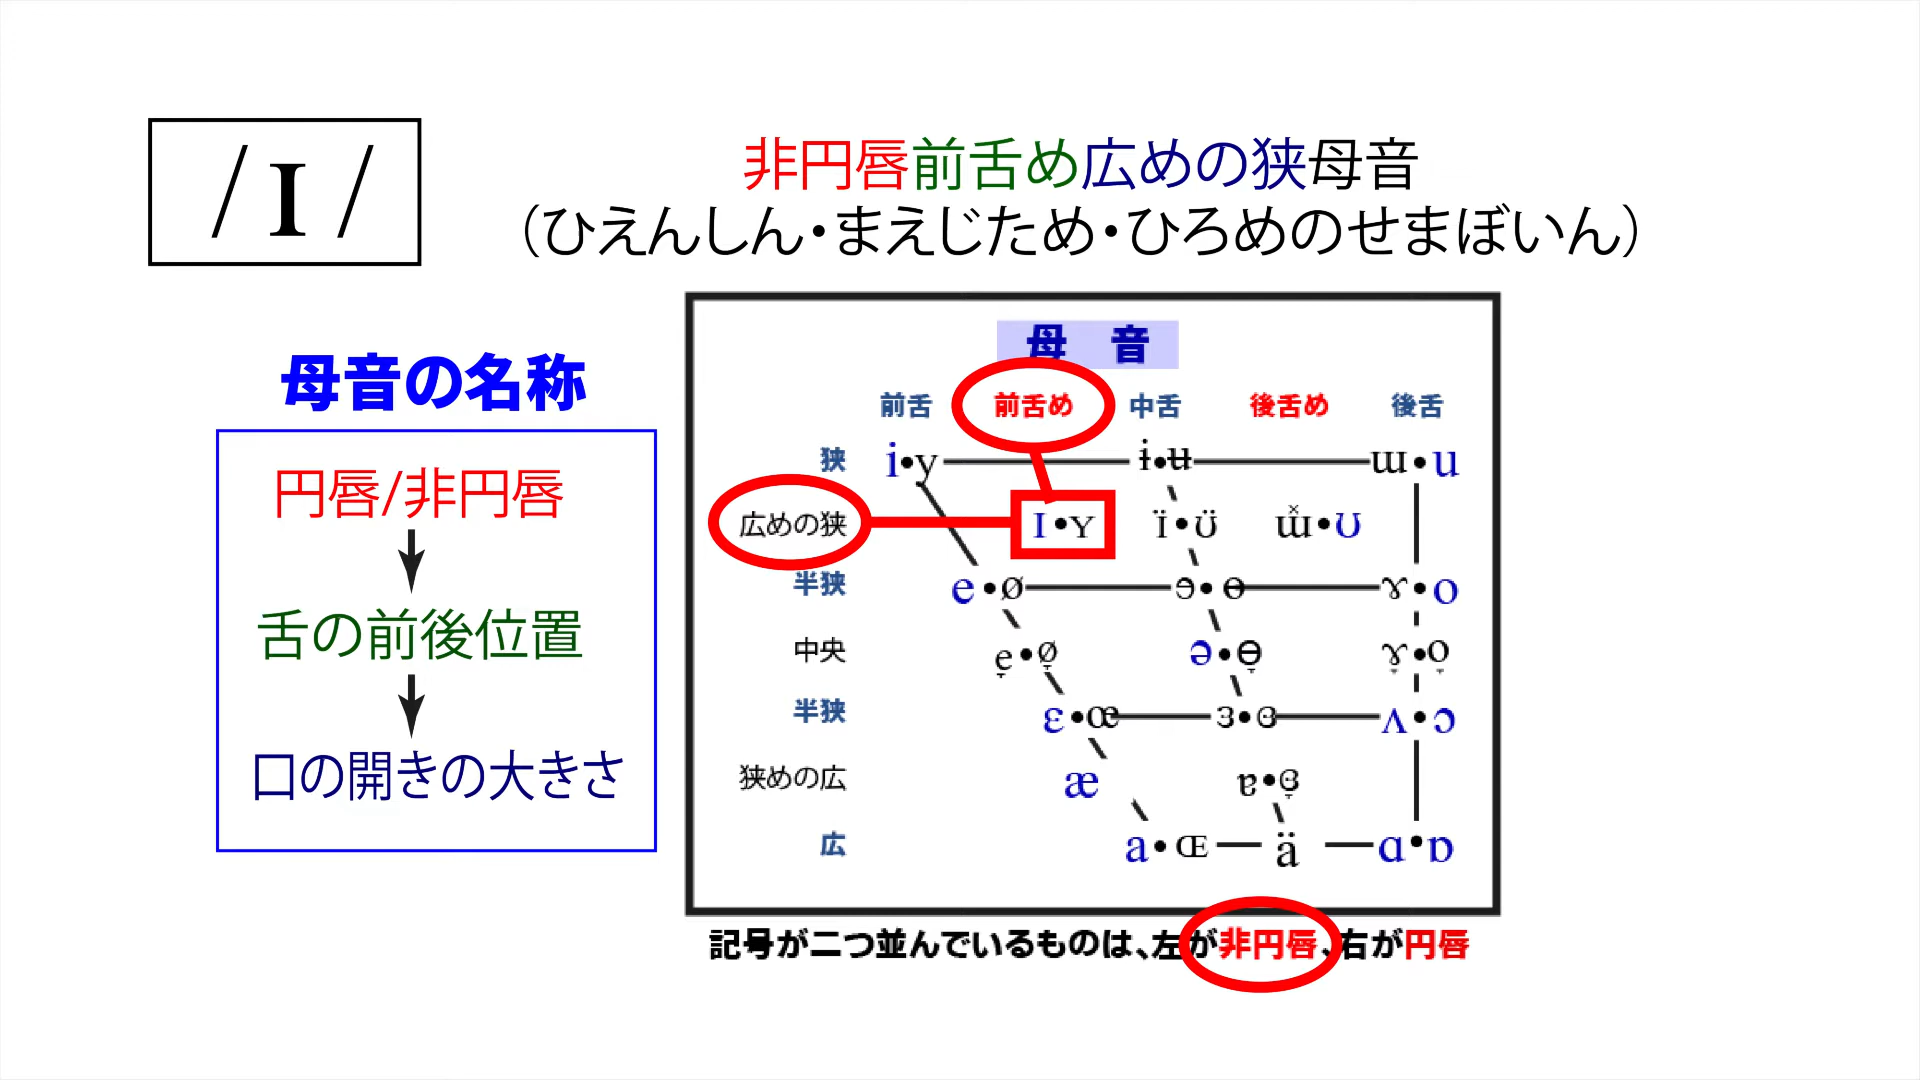 /ɪ/
非円唇前舌め広めの狭母音
（ひえんしん・まえじため・ひろめのせまぼいん）
母音の名称
円唇/非円唇
舌の前後位置
口の開きの大きさ
母 音
前舌 前舌め 中舌 後舌め 後舌
狭 i•y ɨ•ʉ ɯ•u
広めの狭 ɪ•ʏ ɪ̈•ʊ̈ ɯ̽•ʊ
半狭 e•ø ɘ•ɵ ɤ•o
中央 e̞•ø̞ ə•ɵ̞ ɤ̞•o̞
半狭 ɛ•œ ɜ•ɞ ʌ•ɔ
狭めの広 æ ɐ•ɞ̞
広 a•ɶ ä ɑ•ɒ
記号が二つ並んでいるものは、左が非円唇、右が円唇